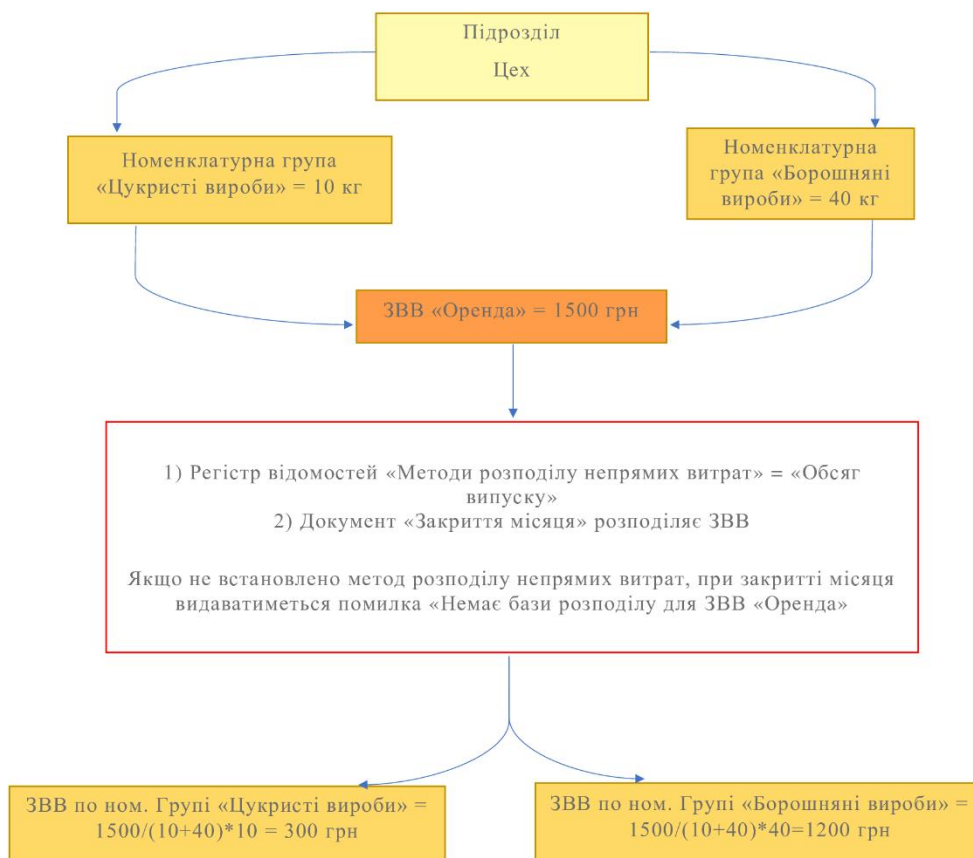 Підрозділ
Цех
Номенклатурна група
«Цукристі вироби» = 10 кг
Номенклатурна
група «Борошняні
вироби» = 40 кг
ЗВВ «Оренда» = 1500 грн
1) Регістр відомостей «Методи розподілу непрямих витрат» = «Обсяг
випуску»
2) Документ «Закриття місяця» розподіляє ЗВВ
Якщо не встановлено метод розподілу непрямих витрат, при закритті місяця
видаватиметься помилка «Немає бази розподілу для ЗВВ «Оренда»
ЗВВ по ном. Групі «Цукристі вироби» =
1500/(10+40)*10 = 300 грн
ЗВВ по ном. Групі «Борошняні вироби» =
1500/(10+40)*40=1200 грн